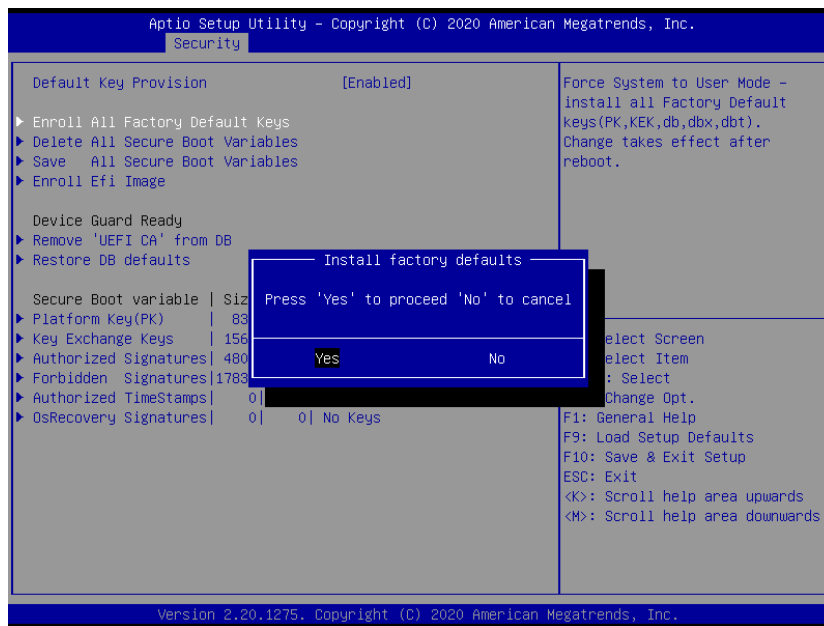 Aptio Setup Utility – Copyright (C) 2020 American Megatrends, Inc.
Security
Default Key Provision [Enabled]
Enroll All Factory Default Keys
Delete All Secure Boot Variables
Save All Secure Boot Variables
Enroll Efi Image
Device Guard Ready
Remove 'UEFI CA' from DB
Restore DB defaults
Secure Boot variable | Siz
Platform Key(PK) | 83
Key Exchange Keys | 156
Authorized Signatures| 480
Forbidden Signatures|1783
Authorized TimeStamps| 0|
OsRecovery Signatures| 0| 0| No Keys
Install factory defaults
Press 'Yes' to proceed 'No' to cancel
Yes No
Force System to User Mode –
install all Factory Default
keys(PK,KEK,db,dbx,dbt).
Change takes effect after
reboot.
elect Screen
elect Item
: Select
Change Opt.
F1: General Help
F9: Load Setup Defaults
F10: Save & Exit Setup
ESC: Exit
<K>: Scroll help area upwards
<M>: Scroll help area downwards
Version 2.20.1275. Copyright (C) 2020 American Megatrends, Inc.